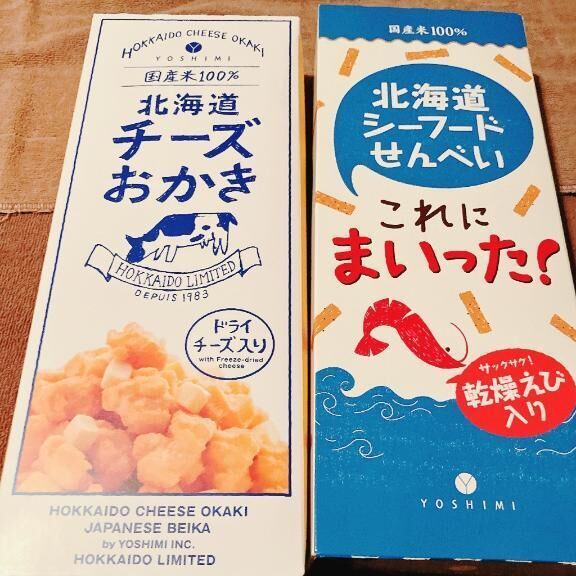 HOKKAIDO CHEESE OKAKI
YOSHIMI
国産米100%
北海道
チーズ
おかき
HOKKAIDO LIMITED
DEPUIS 1983
ドライ
チーズ入り
with Freeze-dried
cheese
HOKKAIDO CHEESE OKAKI
JAPANESE BEIKA
by YOSHIMI INC.
HOKKAIDO LIMITED
国産米100%
北海道
シーフード
せんべい
これに
まいった!
サックサク!
乾燥えび
入り
YOSHIMI